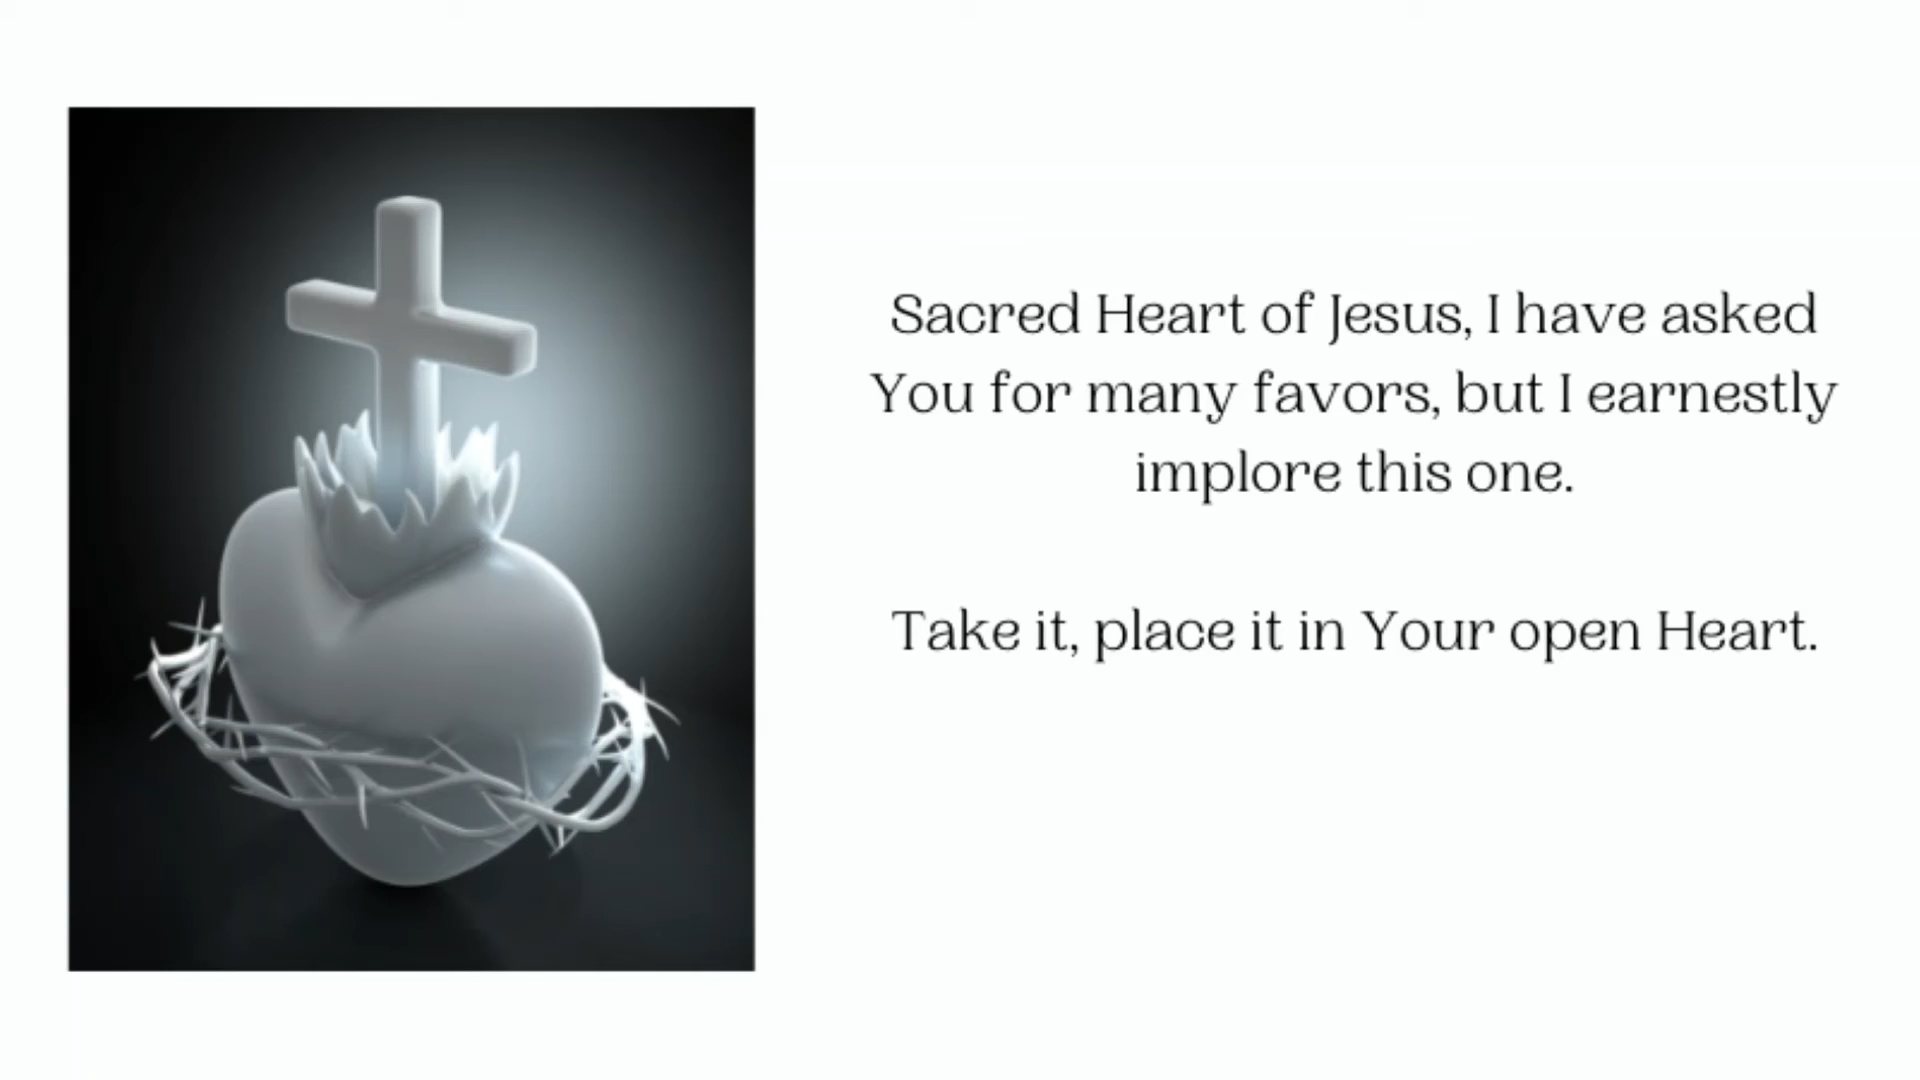 Sacred Heart of Jesus, I have asked
You for many favors, but I earnestly
implore this one.
Take it, place it in Your open Heart.